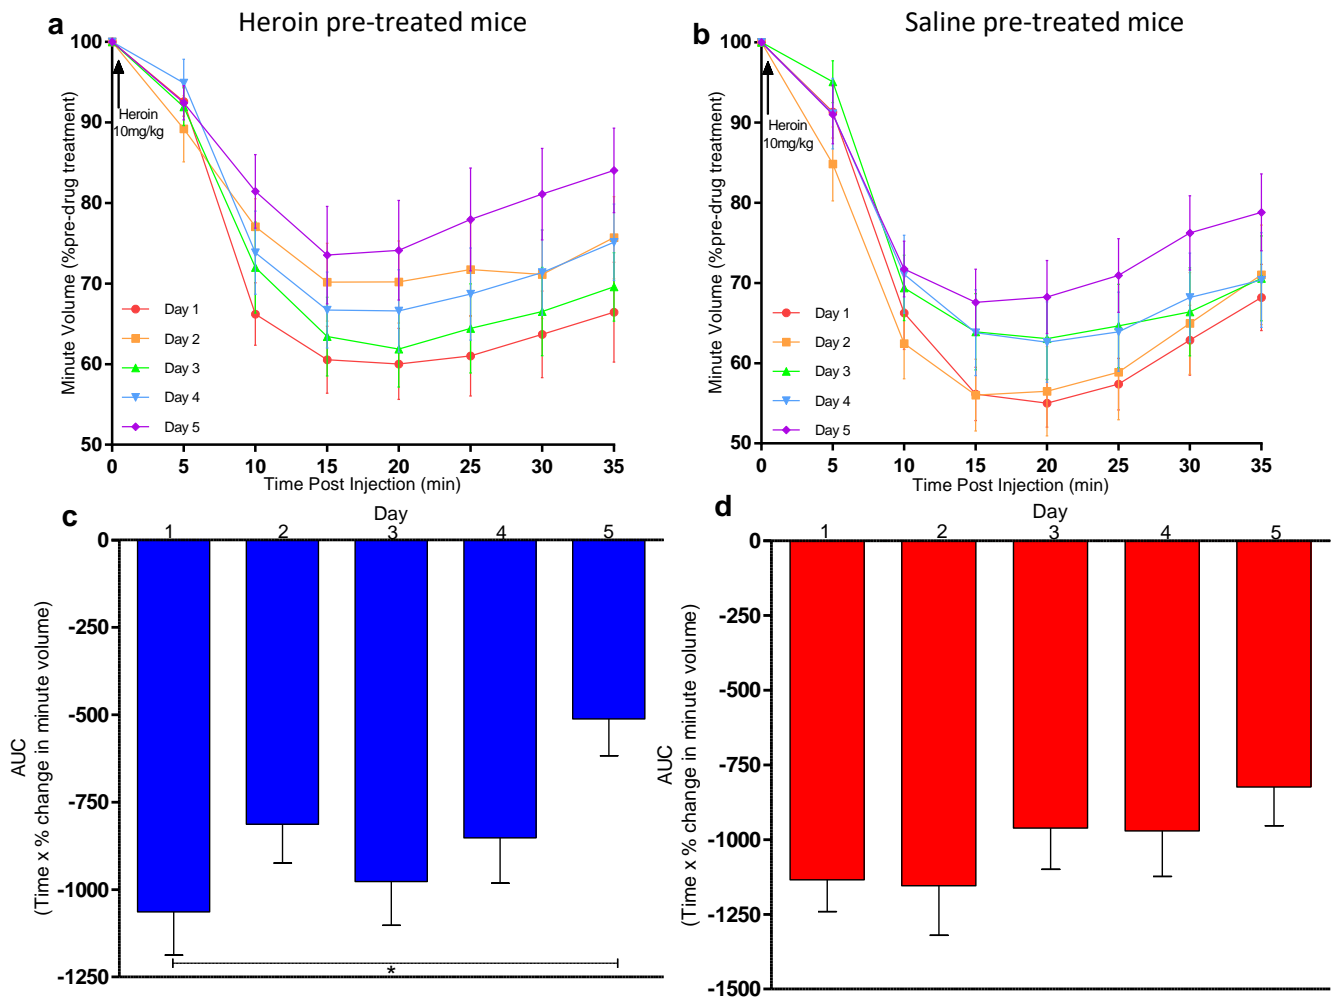 a
Heroin pre-treated mice
Minute Volume (%pre-drug treatment)
100
90
80
70
60
50
Heroin
10mg/kg
Day 1
Day 2
Day 3
Day 4
Day 5
0 5 10 15 20 25 30 35
Time Post Injection (min)
b
Saline pre-treated mice
Minute Volume (%pre-drug treatment)
100
90
80
70
60
50
Heroin
10mg/kg
Day 1
Day 2
Day 3
Day 4
Day 5
0 5 10 15 20 25 30 35
Time Post Injection (min)
c
Day
1 2 3 4 5
AUC
(Time x % change in minute volume)
0
-250
-500
-750
-1000
-1250
*
d
Day
1 2 3 4 5
AUC
(Time x % change in minute volume)
0
-250
-500
-750
-1000
-1250
-1500